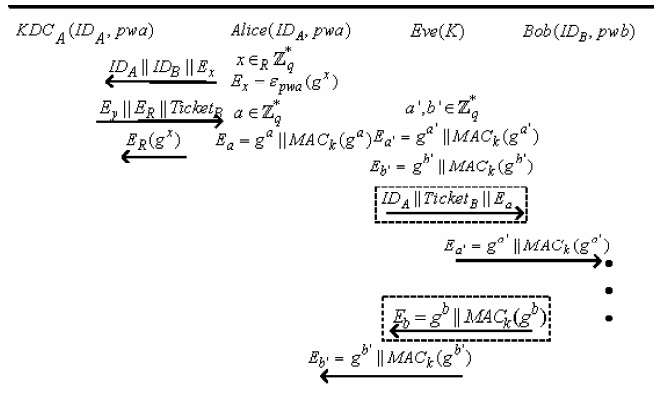 KDC_A(ID_A, pwa) Alice(ID_A, pwa) Eve(K) Bob(ID_B, pwb)
ID_A || ID_B || E_x x ∈_R ℤ_q^*
E_x = ε_pwa(g^x)
E_y || E_R || Ticket_B a ∈ ℤ_q^* a', b' ∈ ℤ_q^*
E_R(g^x) E_a = g^a || MAC_k(g^a) E_a' = g^a' || MAC_k(g^a')
E_b' = g^b' || MAC_k(g^b')
ID_A || Ticket_B || E_a
E_a' = g^a' || MAC_k(g^a')
E_b = g^b || MAC_k(g^b)
E_b' = g^b' || MAC_k(g^b')